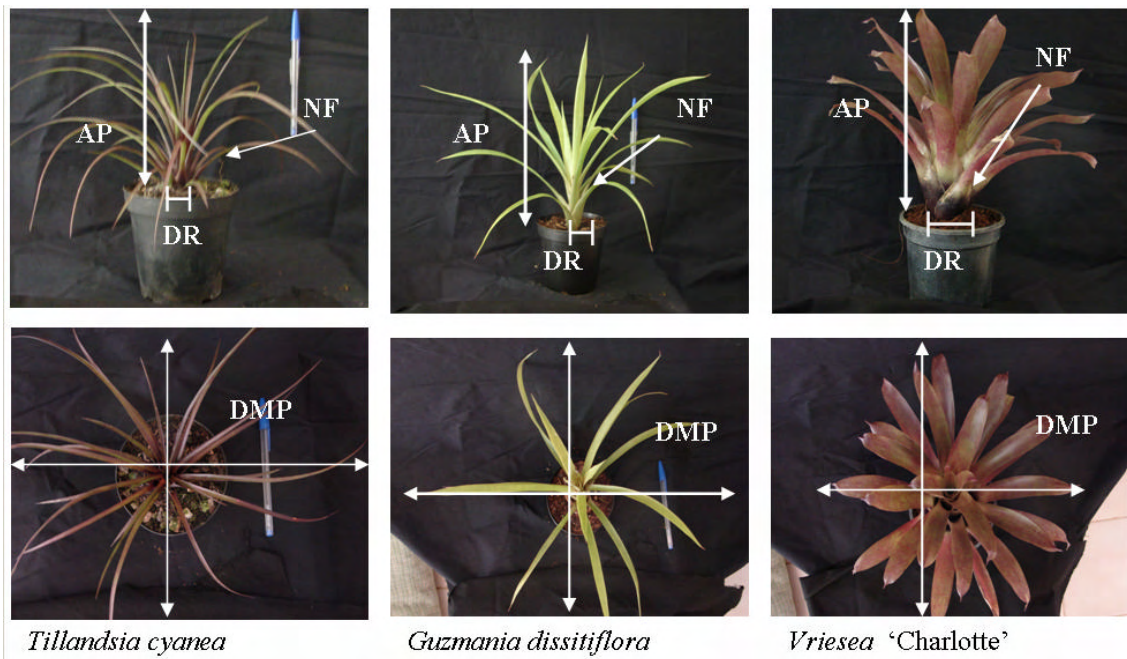 AP
NF
DR
AP
NF
DR
AP
NF
DR
DMP
DMP
DMP
Tillandsia cyanea
Guzmania dissitiflora
Vriesea 'Charlotte'